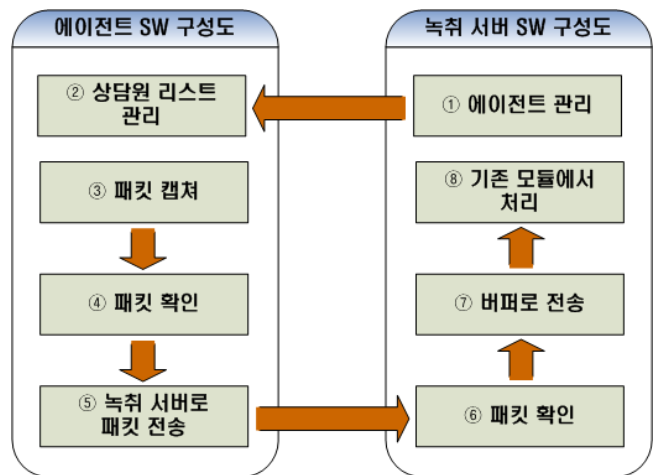 에이전트 SW 구성도
② 상담원 리스트
관리
③ 패킷 캡쳐
④ 패킷 확인
⑤ 녹취 서버로
패킷 전송
녹취 서버 SW 구성도
① 에이전트 관리
⑧ 기존 모듈에서
처리
⑦ 버퍼로 전송
⑥ 패킷 확인